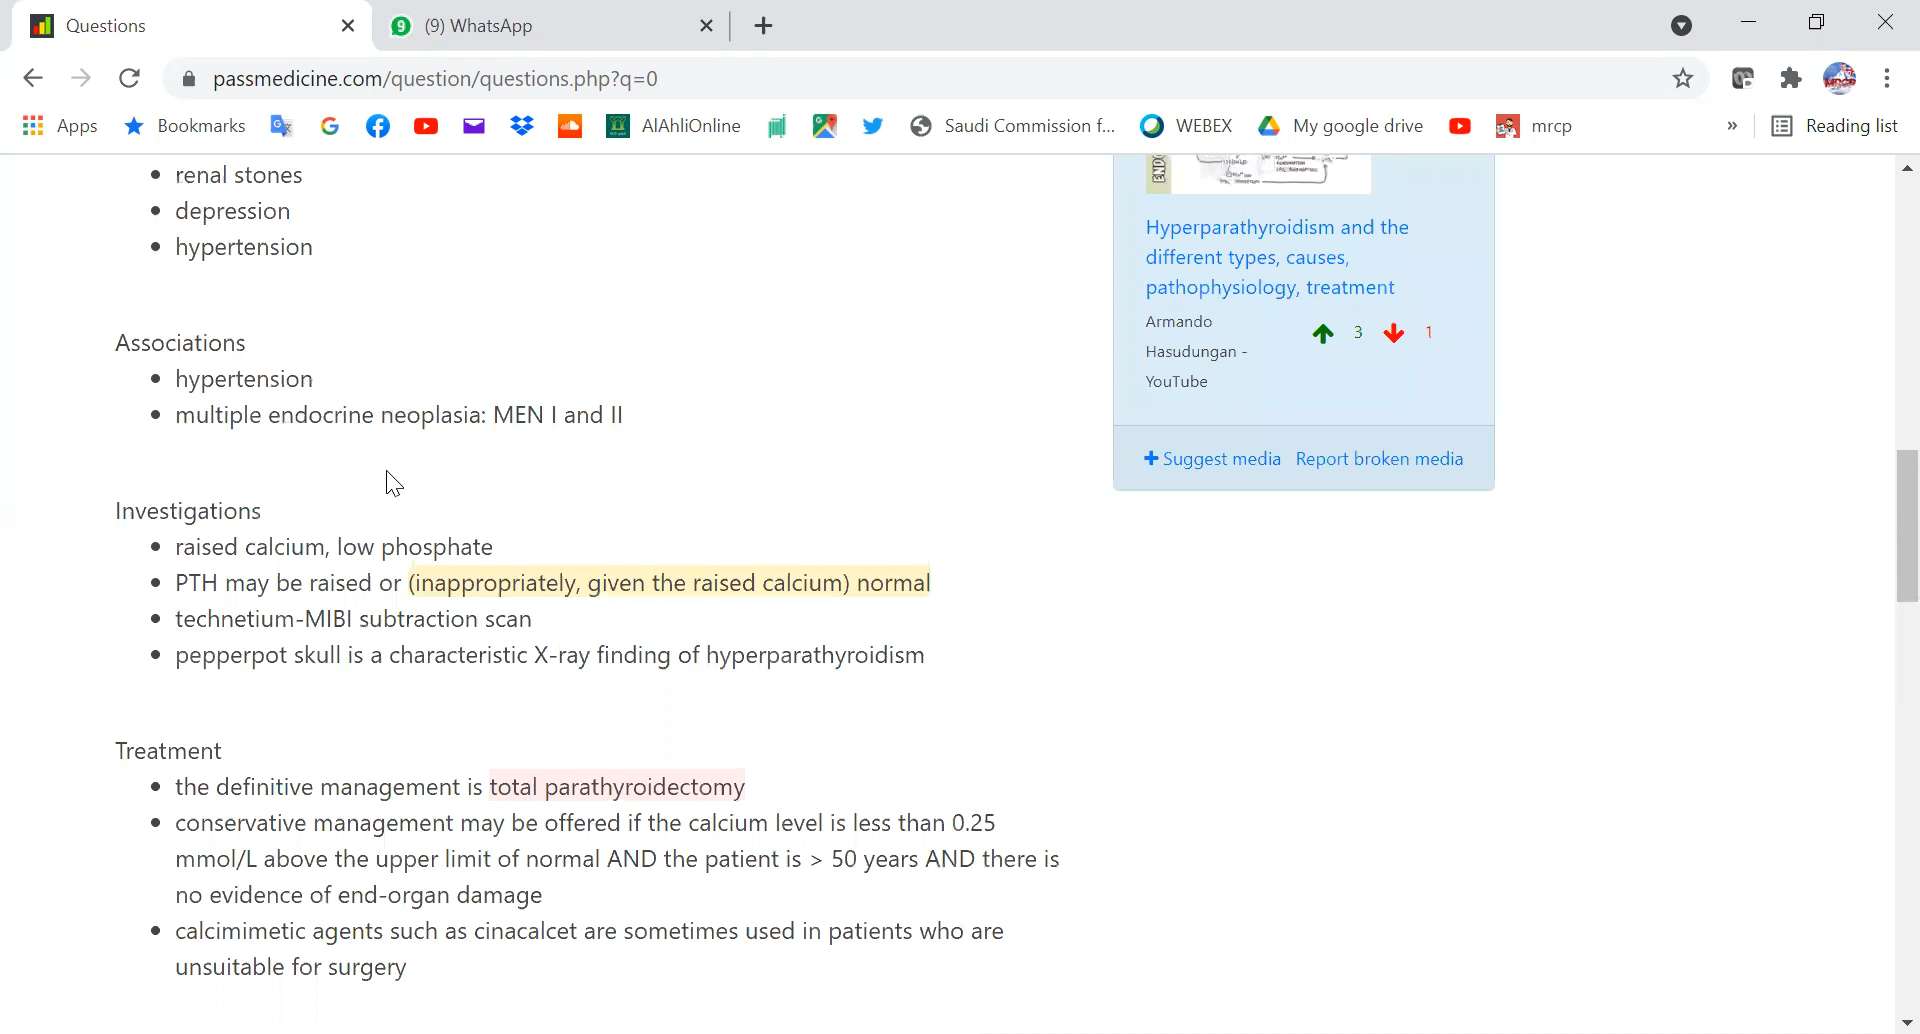 Questions
9 (9) WhatsApp
passmedicine.com/question/questions.php?q=0
Apps Bookmarks AlAhliOnline Saudi Commission f... WEBEX My google drive mrcp » Reading list
• renal stones
• depression
• hypertension
Associations
• hypertension
• multiple endocrine neoplasia: MEN I and II
Investigations
• raised calcium, low phosphate
• PTH may be raised or (inappropriately, given the raised calcium) normal
• technetium-MIBI subtraction scan
• pepperpot skull is a characteristic X-ray finding of hyperparathyroidism
Treatment
• the definitive management is total parathyroidectomy
• conservative management may be offered if the calcium level is less than 0.25
mmol/L above the upper limit of normal AND the patient is > 50 years AND there is
no evidence of end-organ damage
• calcimimetic agents such as cinacalcet are sometimes used in patients who are
unsuitable for surgery
Hyperparathyroidism and the
different types, causes,
pathophysiology, treatment
Armando
Hasudungan -
YouTube
3 1
Suggest media Report broken media